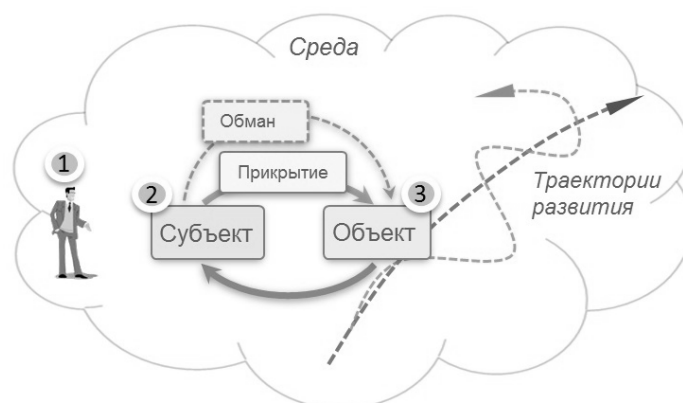 Среда
Обман
1
Прикрытие
2
3
Субъект
Объект
Траектории
развития